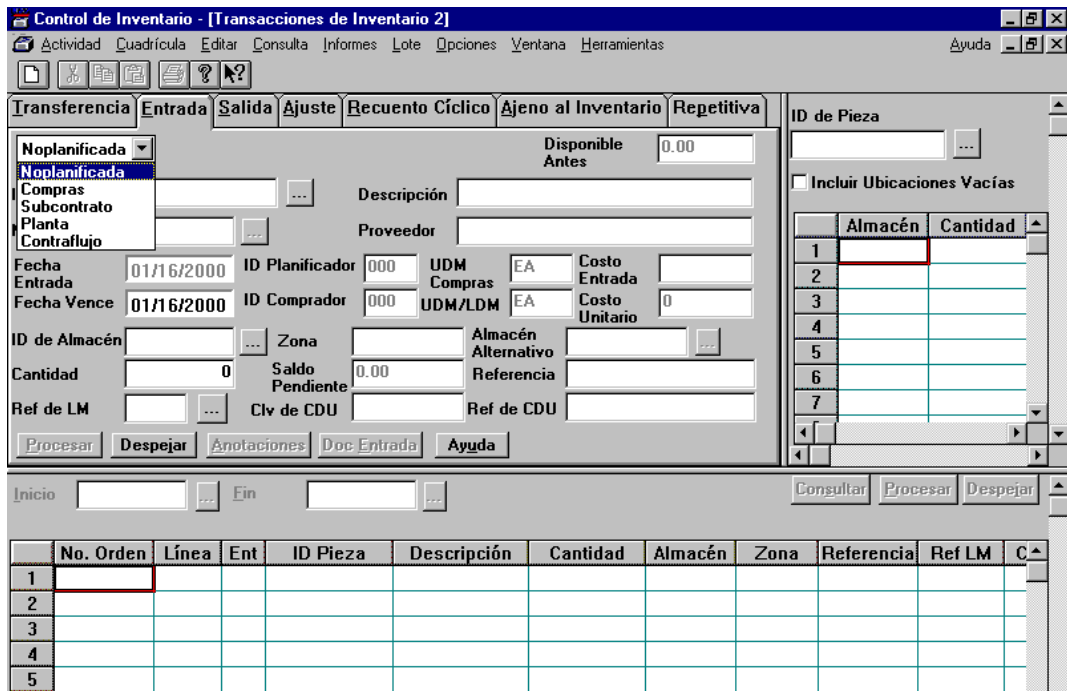 Control de Inventario - [Transacciones de Inventario 2]
Actividad Cuadrícula Editar Consulta Informes Lote Opciones Ventana Herramientas Ayuda
Transferencia Entrada Salida Ajuste Recuento Cíclico Ajeno al Inventario Repetitiva
Noplanificada
Disponible Antes 0.00
Noplanificada
Compras
Subcontrato
Planta
Contraflujo
Descripción
Proveedor
Fecha Entrada 01/16/2000 ID Planificador 000 UDM Compras EA Costo Entrada
Fecha Vence 01/16/2000 ID Comprador 000 UDM/LDM EA Costo Unitario 0
ID de Almacén ... Zona Almacén Alternativo ...
Cantidad 0 Saldo Pendiente 0.00 Referencia
Ref de LM ... Clv de CDU Ref de CDU
Procesar Despejar Anotaciones Doc Entrada Ayuda
ID de Pieza
...
Incluir Ubicaciones Vacías
Almacén Cantidad
1
2
3
4
5
6
7
Inicio ... Fin ... Consultar Procesar Despejar
No. Orden Línea Ent ID Pieza Descripción Cantidad Almacén Zona Referencia Ref LM
1
2
3
4
5